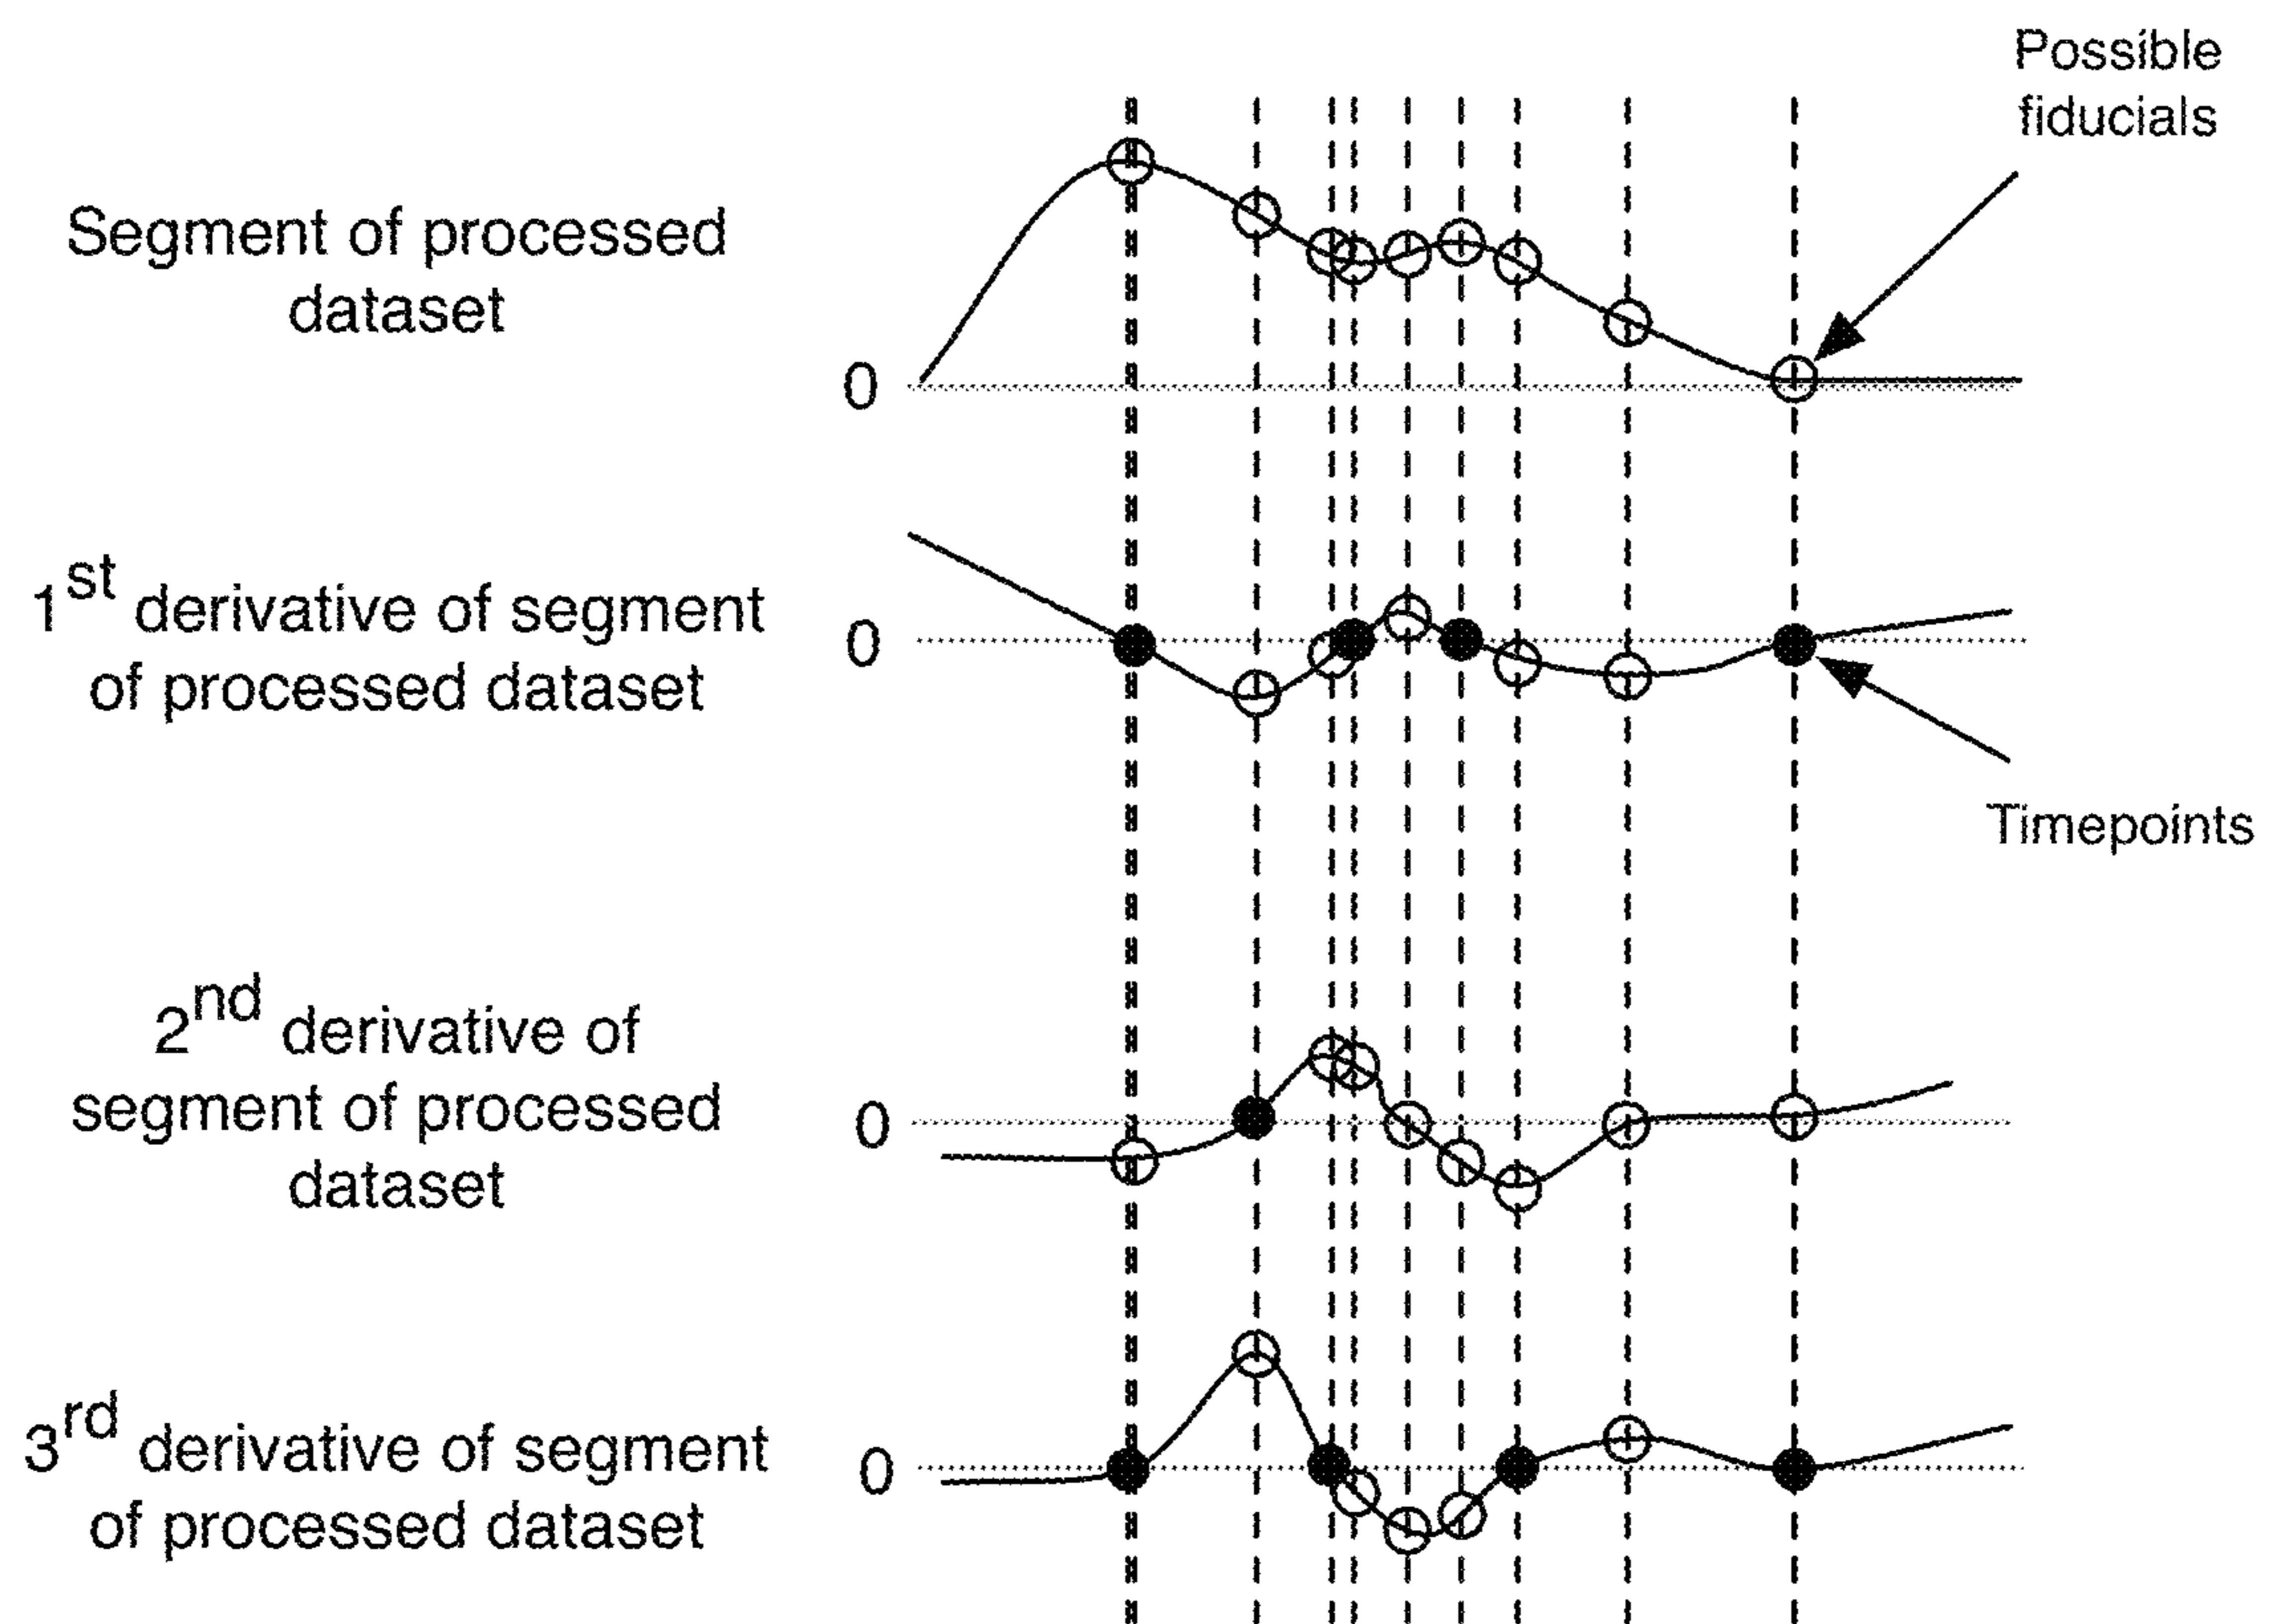 Possible
fiducials
Segment of processed
dataset
0
1st derivative of segment
of processed dataset
0
Timepoints
2nd derivative of
segment of processed
dataset
0
3rd derivative of segment
of processed dataset
0